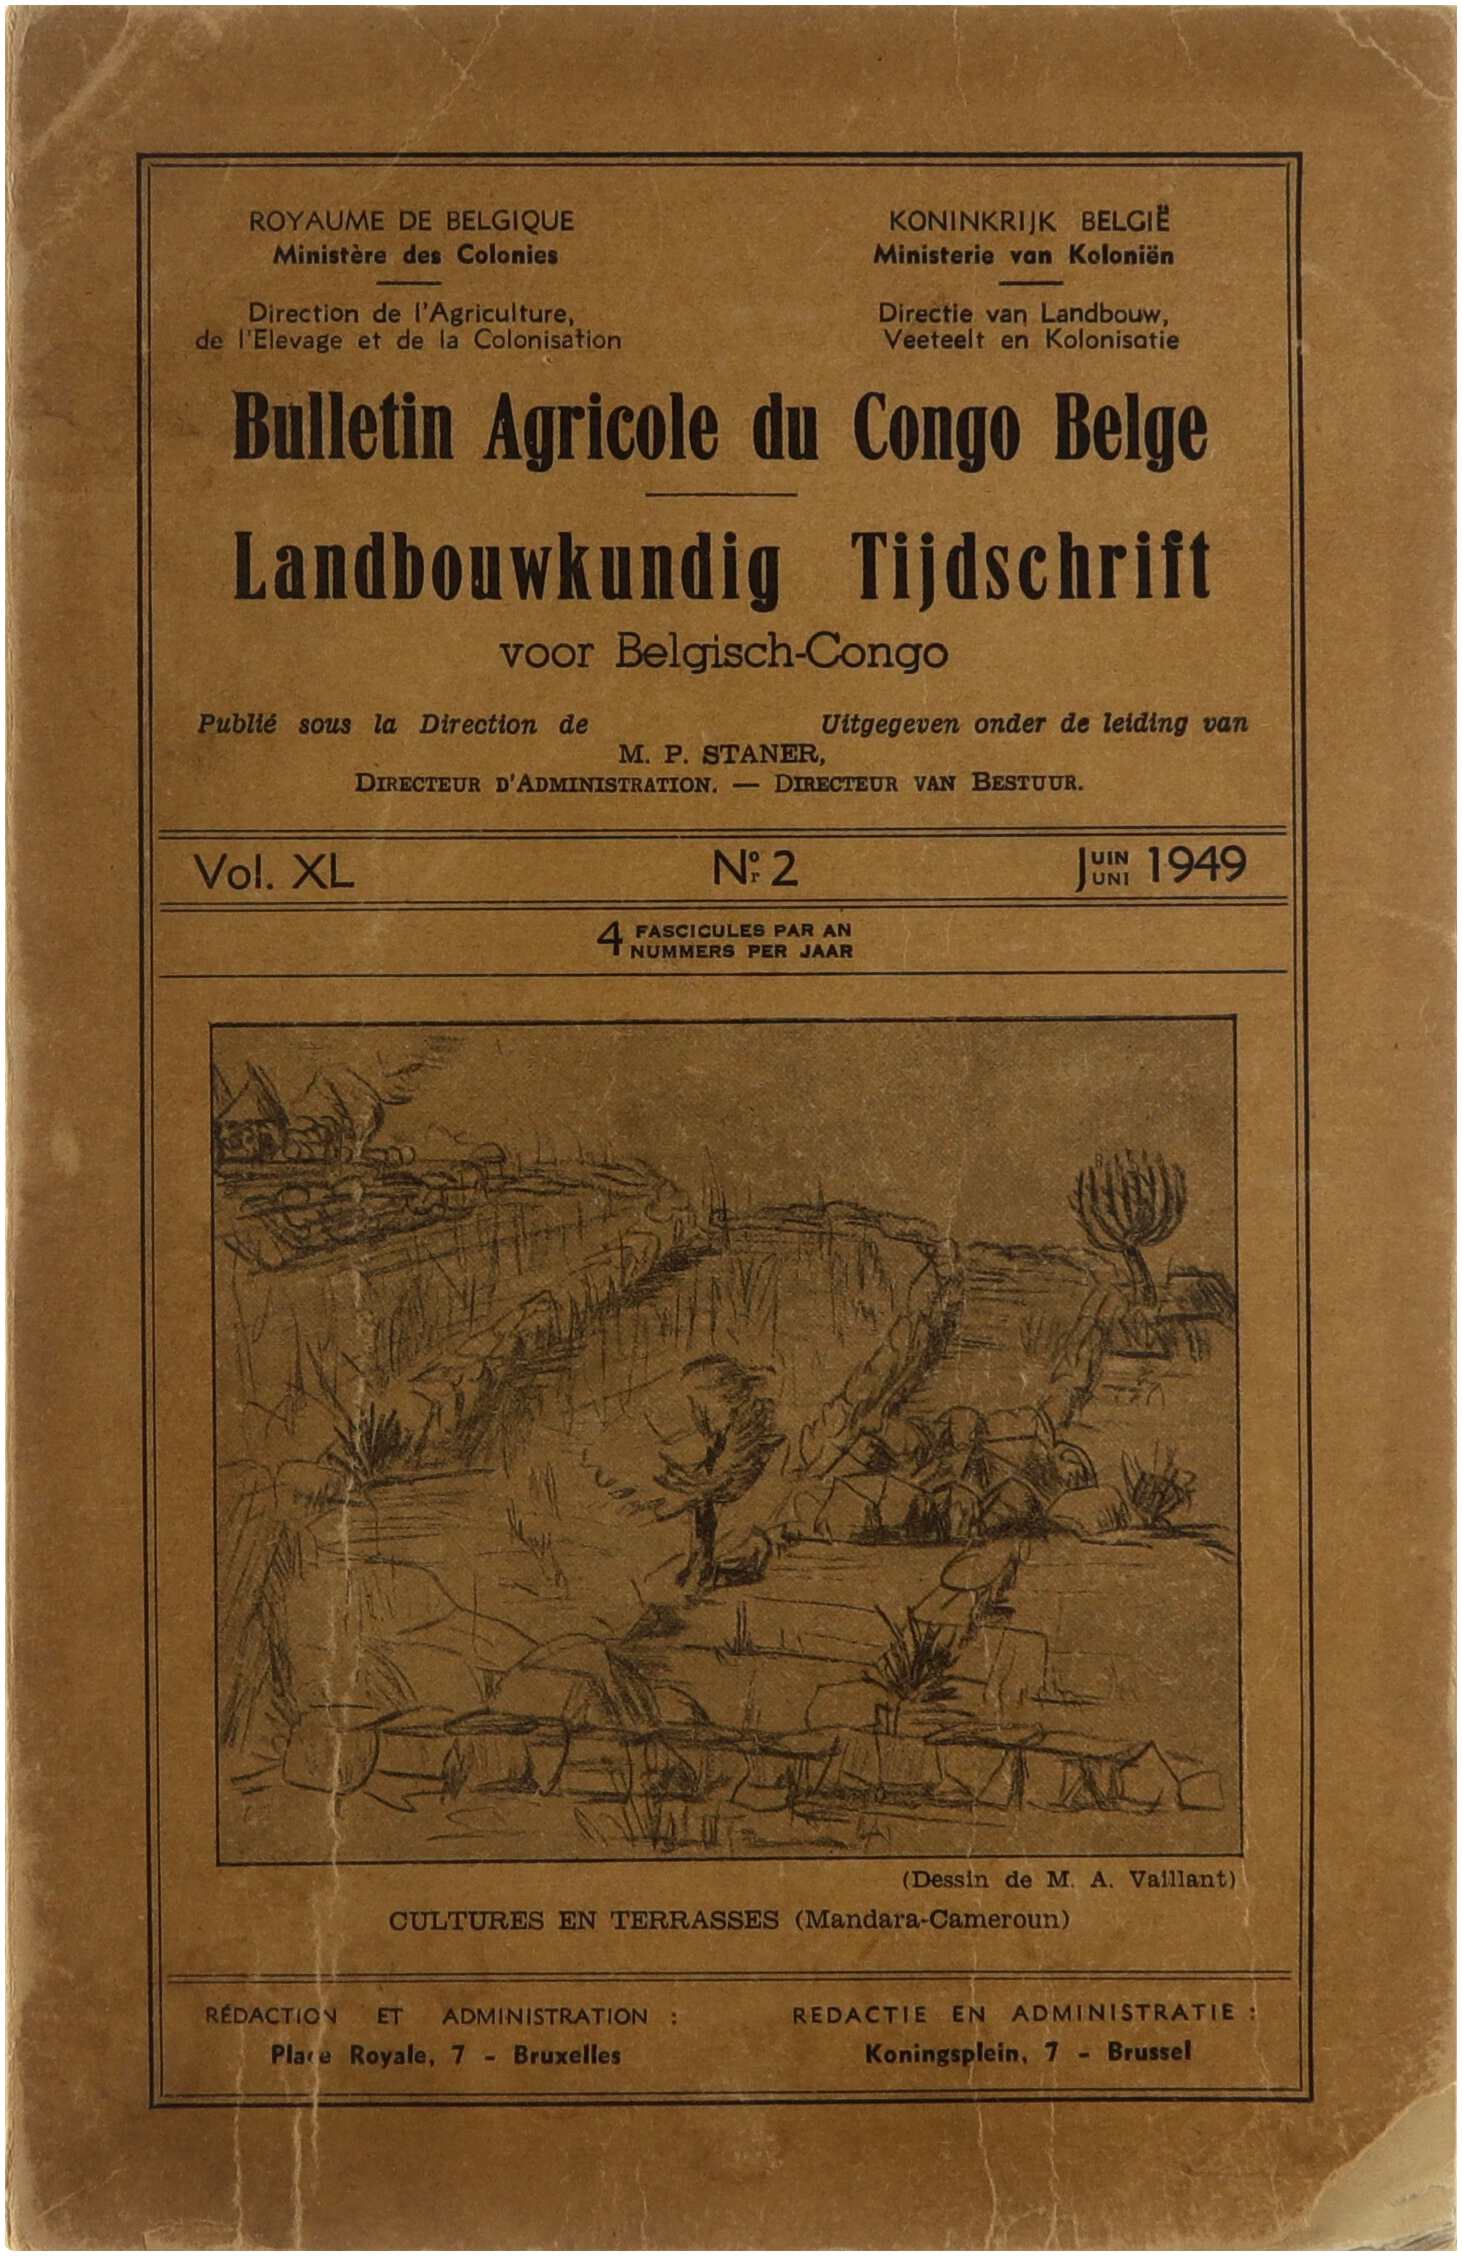 ROYAUME DE BELGIQUE
Ministère des Colonies
Direction de l'Agriculture,
de l'Elevage et de la Colonisation
KONINKRIJK BELGIË
Ministerie van Koloniën
Directie van Landbouw,
Veeteelt en Kolonisatie
Bulletin Agricole du Congo Belge
Landbouwkundig Tijdschrift
voor Belgisch-Congo
Publié sous la Direction de
Uitgegeven onder de leiding van
M. P. STANER,
DIRECTEUR D'ADMINISTRATION. — DIRECTEUR VAN BESTUUR.
Vol. XL
Nor 2
JUIN JUNI 1949
4 FASCICULES PAR AN
NUMMERS PER JAAR
(Dessin de M. A. Vaillant)
CULTURES EN TERRASSES (Mandara-Cameroun)
RÉDACTION ET ADMINISTRATION :
Place Royale, 7 - Bruxelles
REDACTIE EN ADMINISTRATIE :
Koningsplein, 7 - Brussel